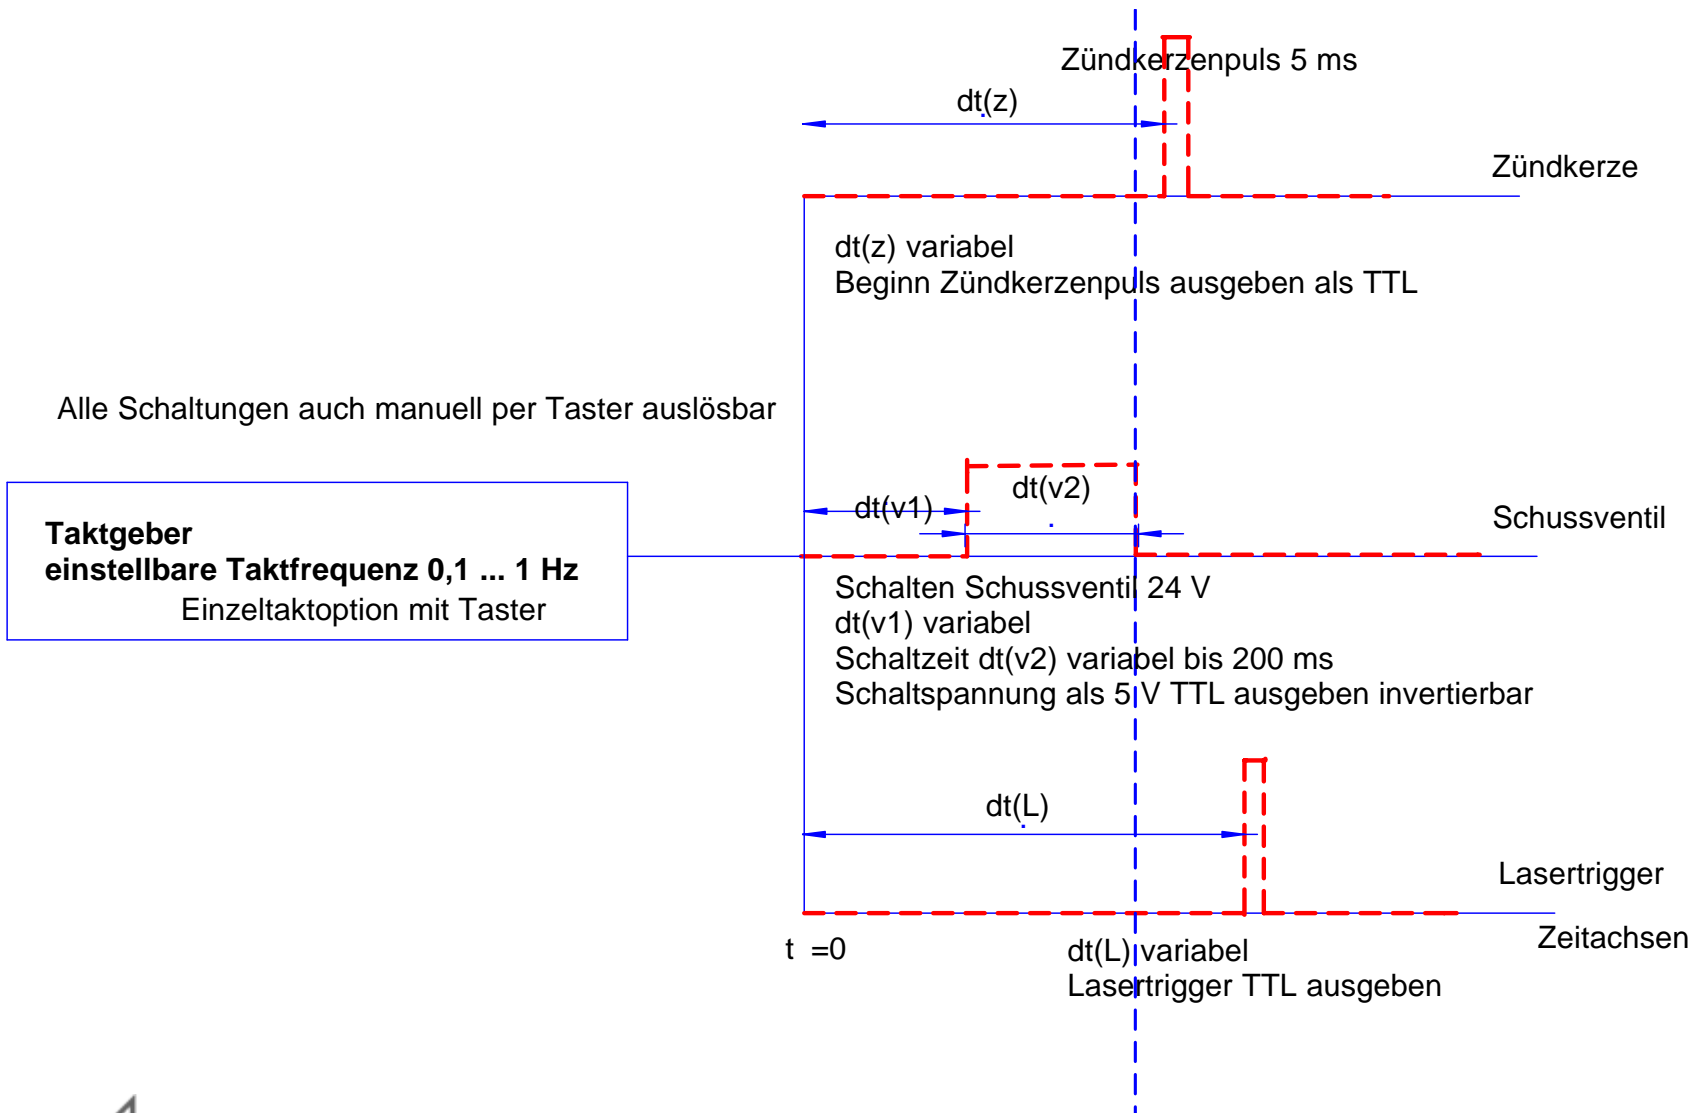 Zündkerzenpuls 5 ms
dt(z)
Zündkerze
dt(z) variabel
Beginn Zündkerzenpuls ausgeben als TTL
Alle Schaltungen auch manuell per Taster auslösbar
dt(v2)
dt(v1)
Schussventil
Taktgeber
einstellbare Taktfrequenz 0,1 ... 1 Hz
Einzeltaktoption mit Taster
Schalten Schussventil 24 V
dt(v1) variabel
Schaltzeit dt(v2) variabel bis 200 ms
Schaltspannung als 5 V TTL ausgeben invertierbar
dt(L)
Lasertrigger
Zeitachsen
t =0
dt(L) variabel
Lasertrigger TTL ausgeben